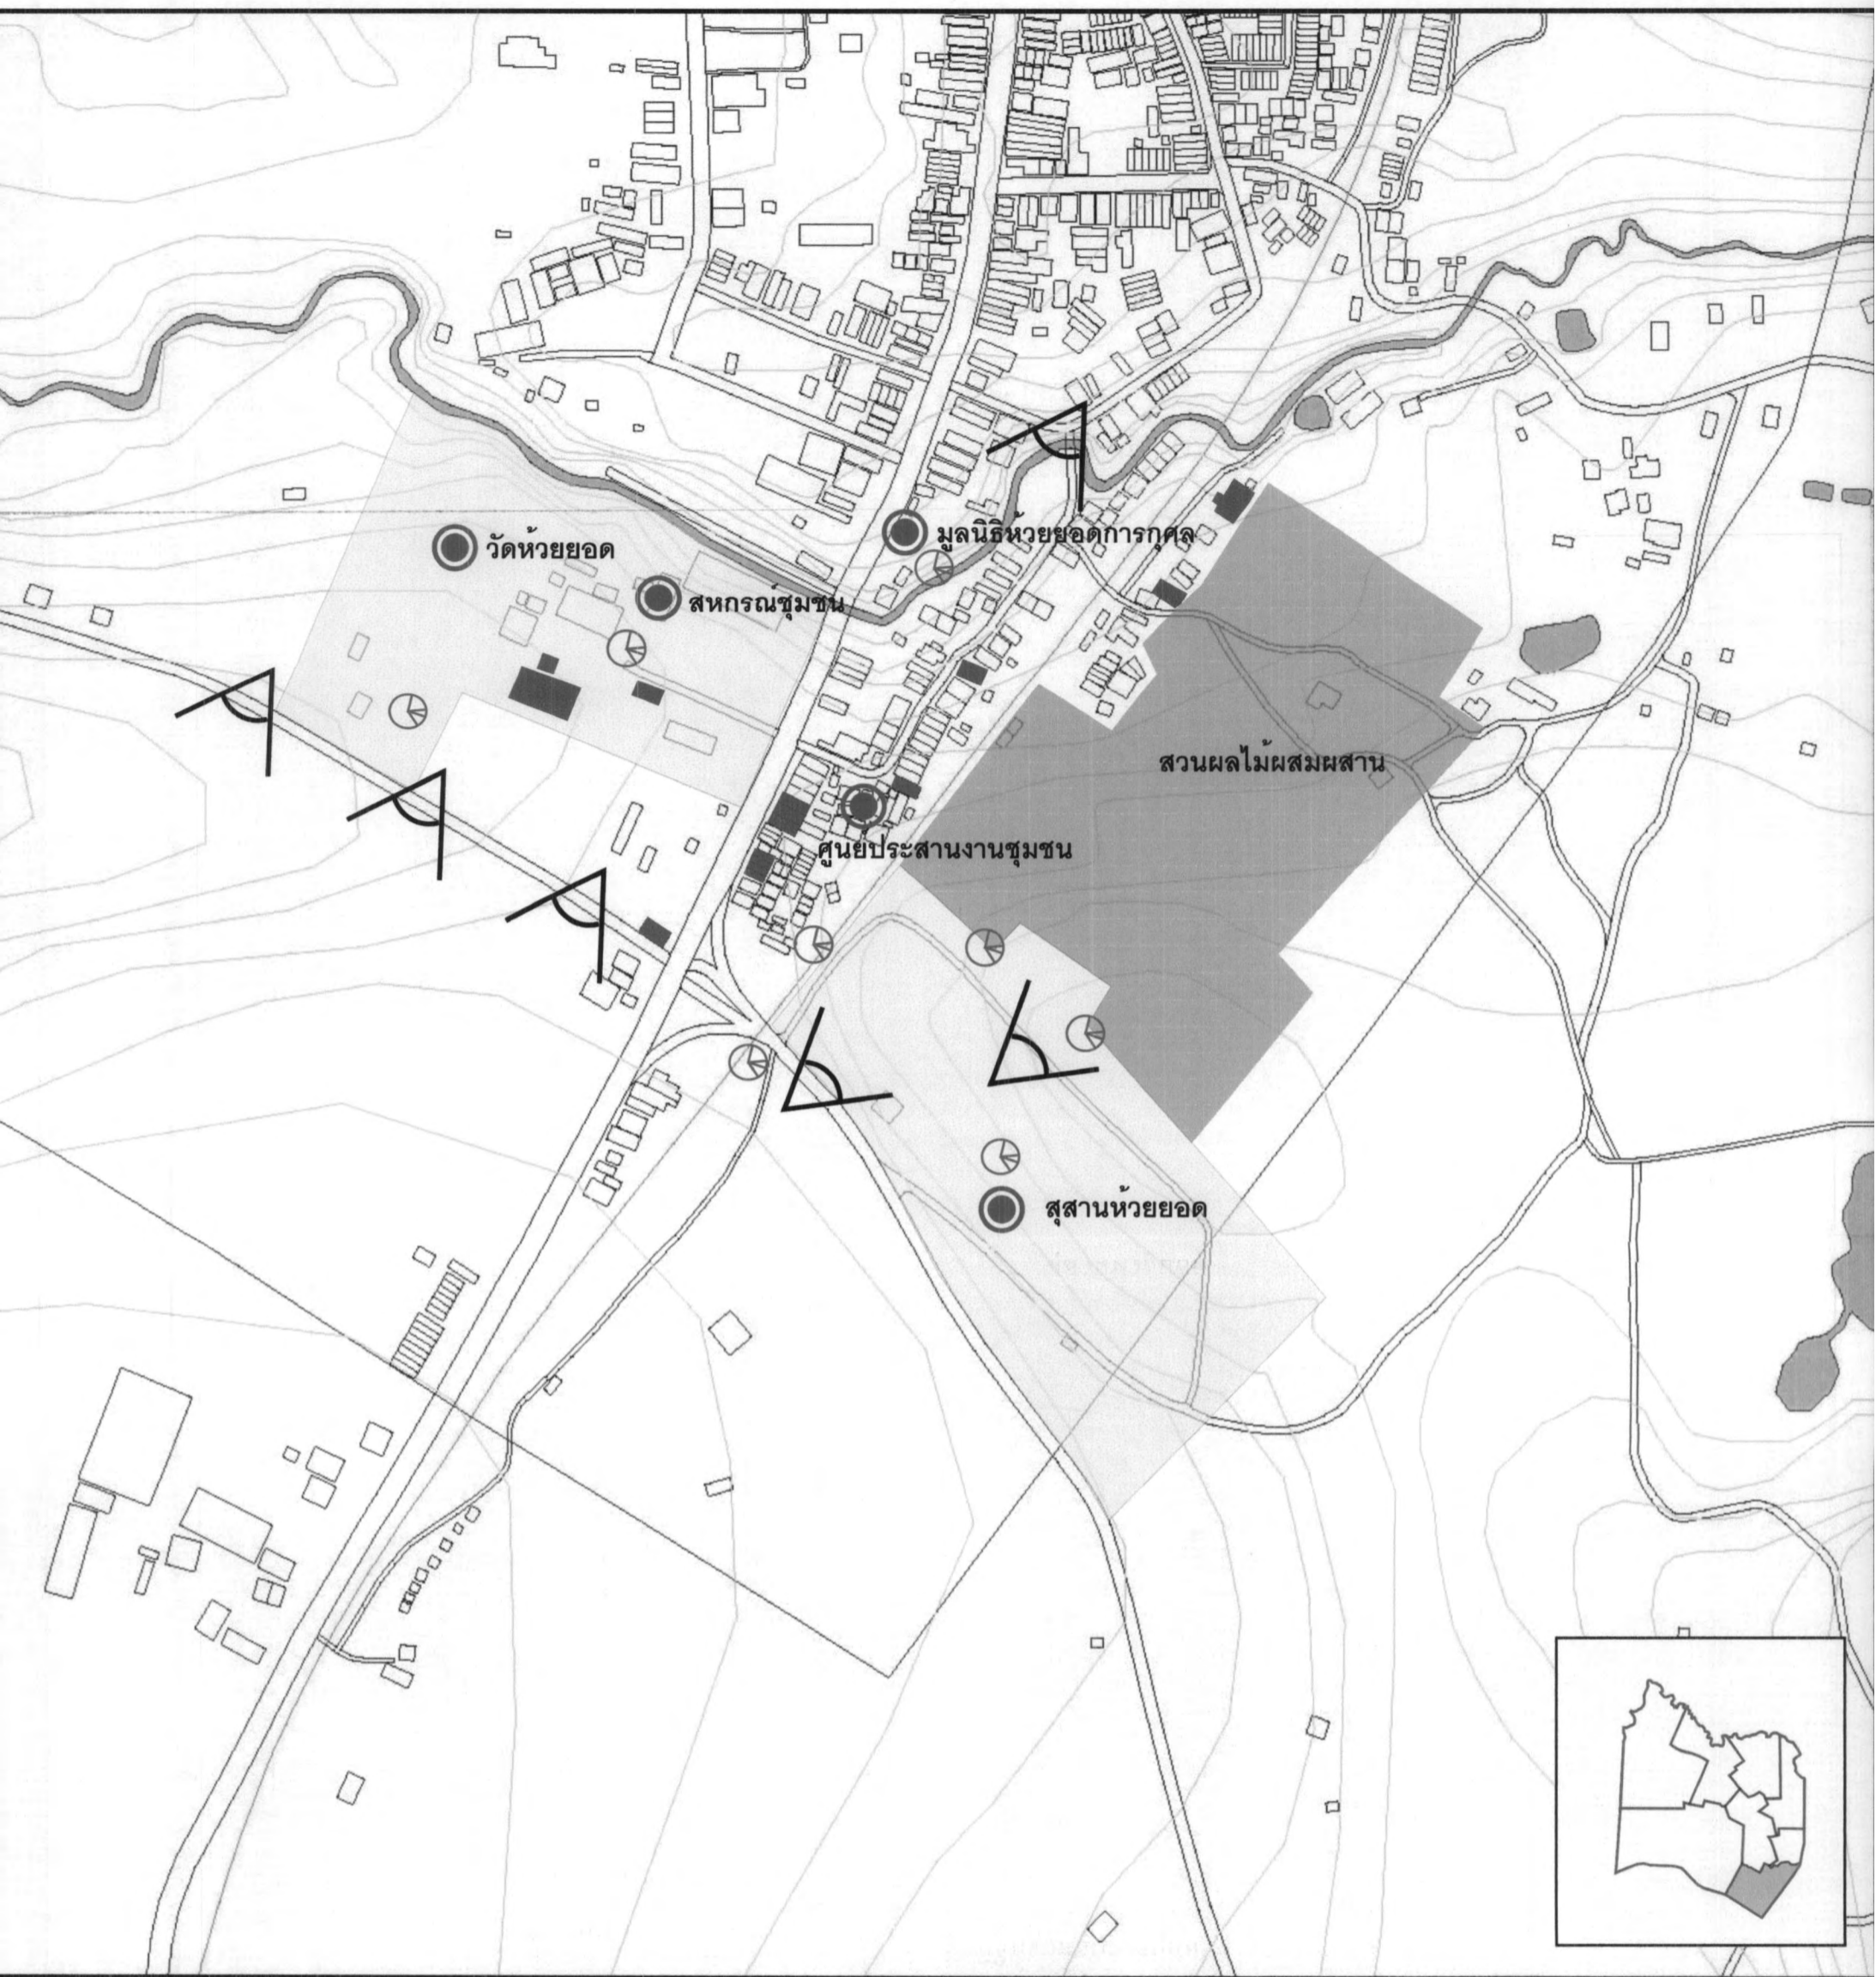 มูลนิธิห้วยยอดการกุศล
วัดห้วยยอด
สหกรณ์ชุมชน
สวนผลไม้ผสมผสาน
ศูนย์ประสานงานชุมชน
สุสานห้วยยอด